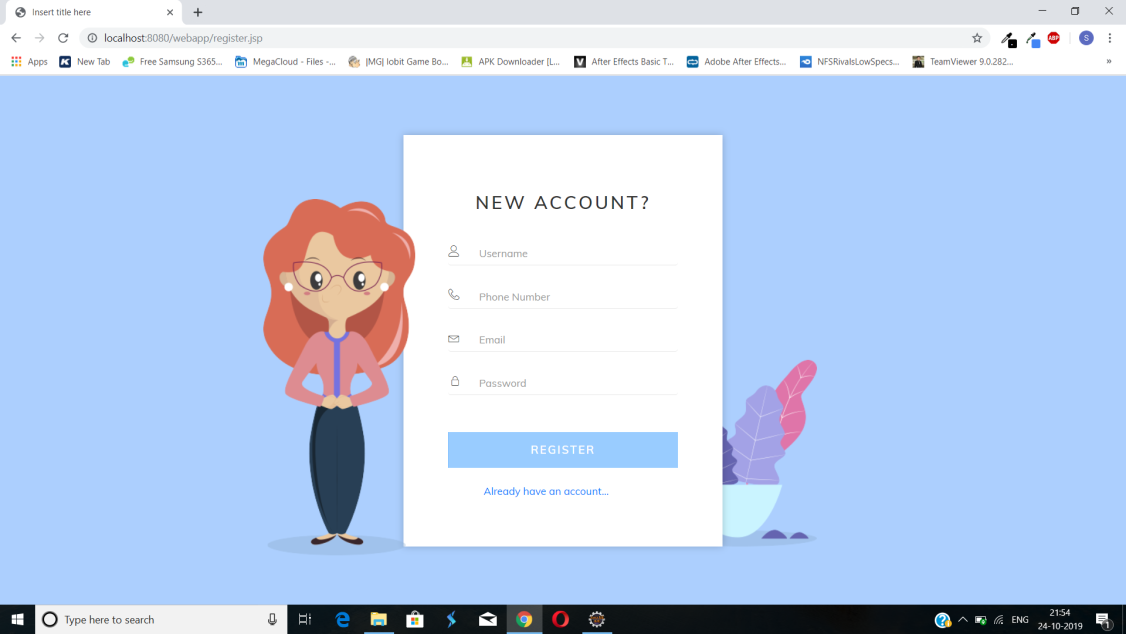 Insert title here
localhost:8080/webapp/register.jsp
ABP
S
Apps
New Tab
Free Samsung S365...
MegaCloud - Files -...
|MG| Iobit Game Bo...
APK Downloader [L...
After Effects Basic T...
Adobe After Effects...
NFSRivalsLowSpecs...
TeamViewer 9.0.282...
»
NEW ACCOUNT?
Username
Phone Number
Email
Password
REGISTER
Already have an account...
Type here to search
ENG
21:54
24-10-2019
1